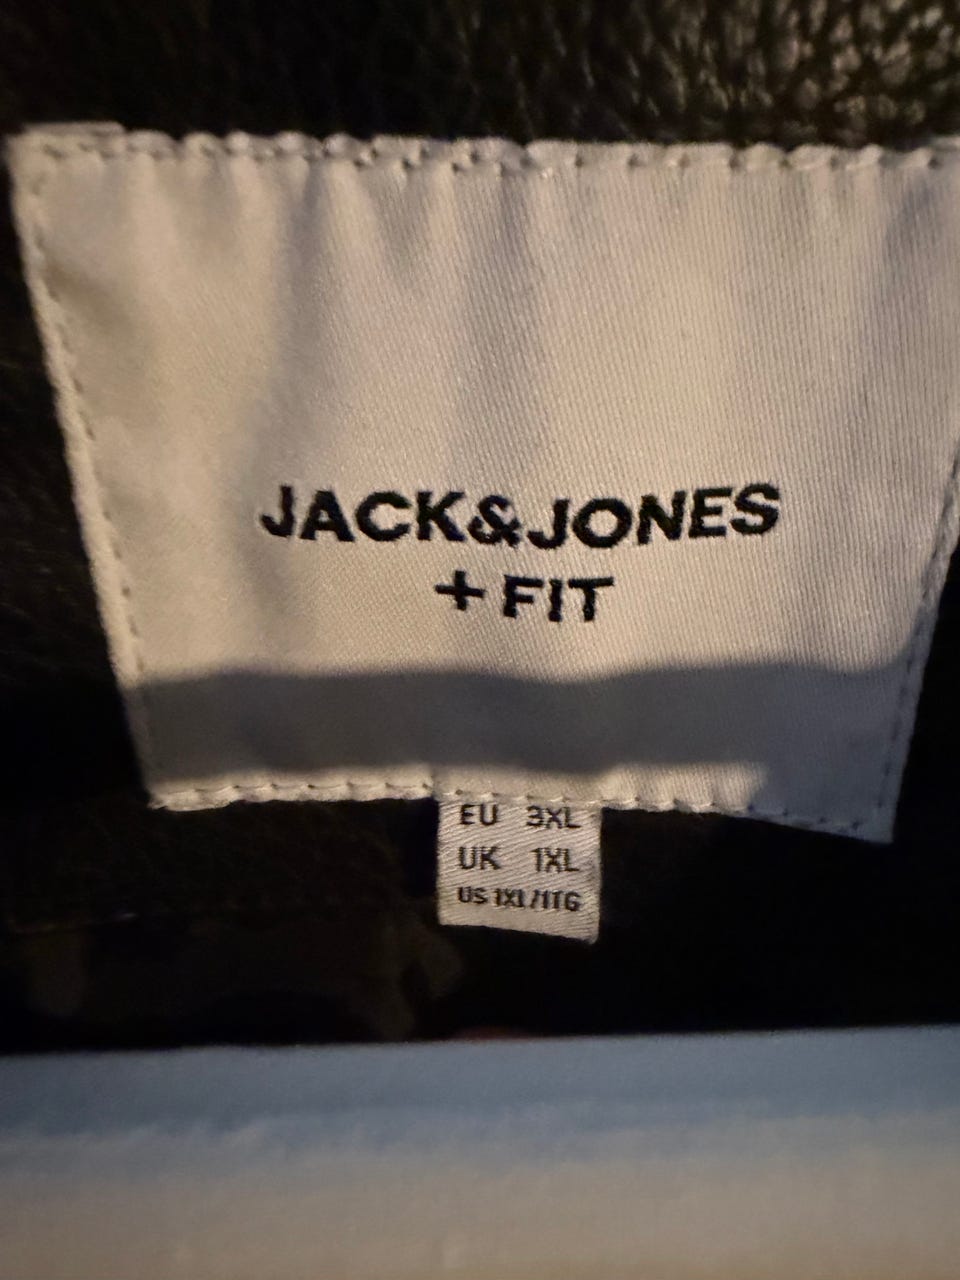 JACK&JONES
+ FIT
EU 3XL
UK 1XL
US 1XL/1TG